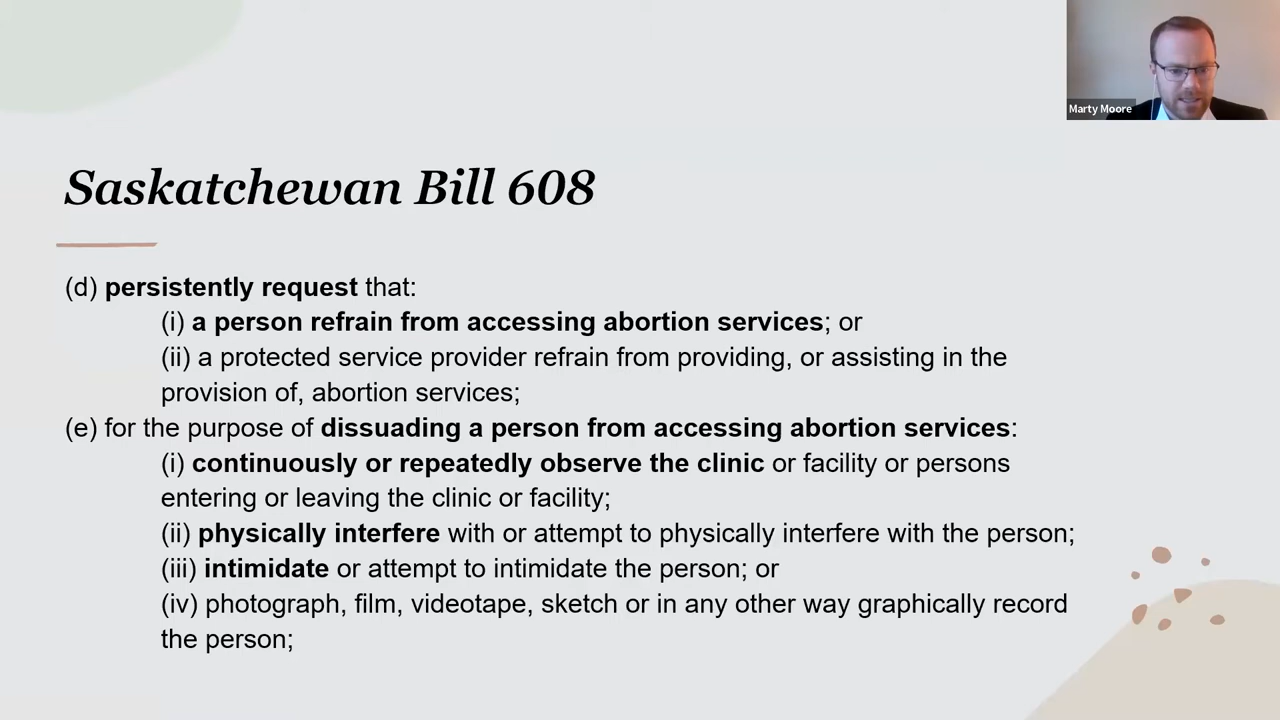 Marty Moore
Saskatchewan Bill 608
(d) persistently request that:
(i) a person refrain from accessing abortion services; or
(ii) a protected service provider refrain from providing, or assisting in the
provision of, abortion services;
(e) for the purpose of dissuading a person from accessing abortion services:
(i) continuously or repeatedly observe the clinic or facility or persons
entering or leaving the clinic or facility;
(ii) physically interfere with or attempt to physically interfere with the person;
(iii) intimidate or attempt to intimidate the person; or
(iv) photograph, film, videotape, sketch or in any other way graphically record
the person;